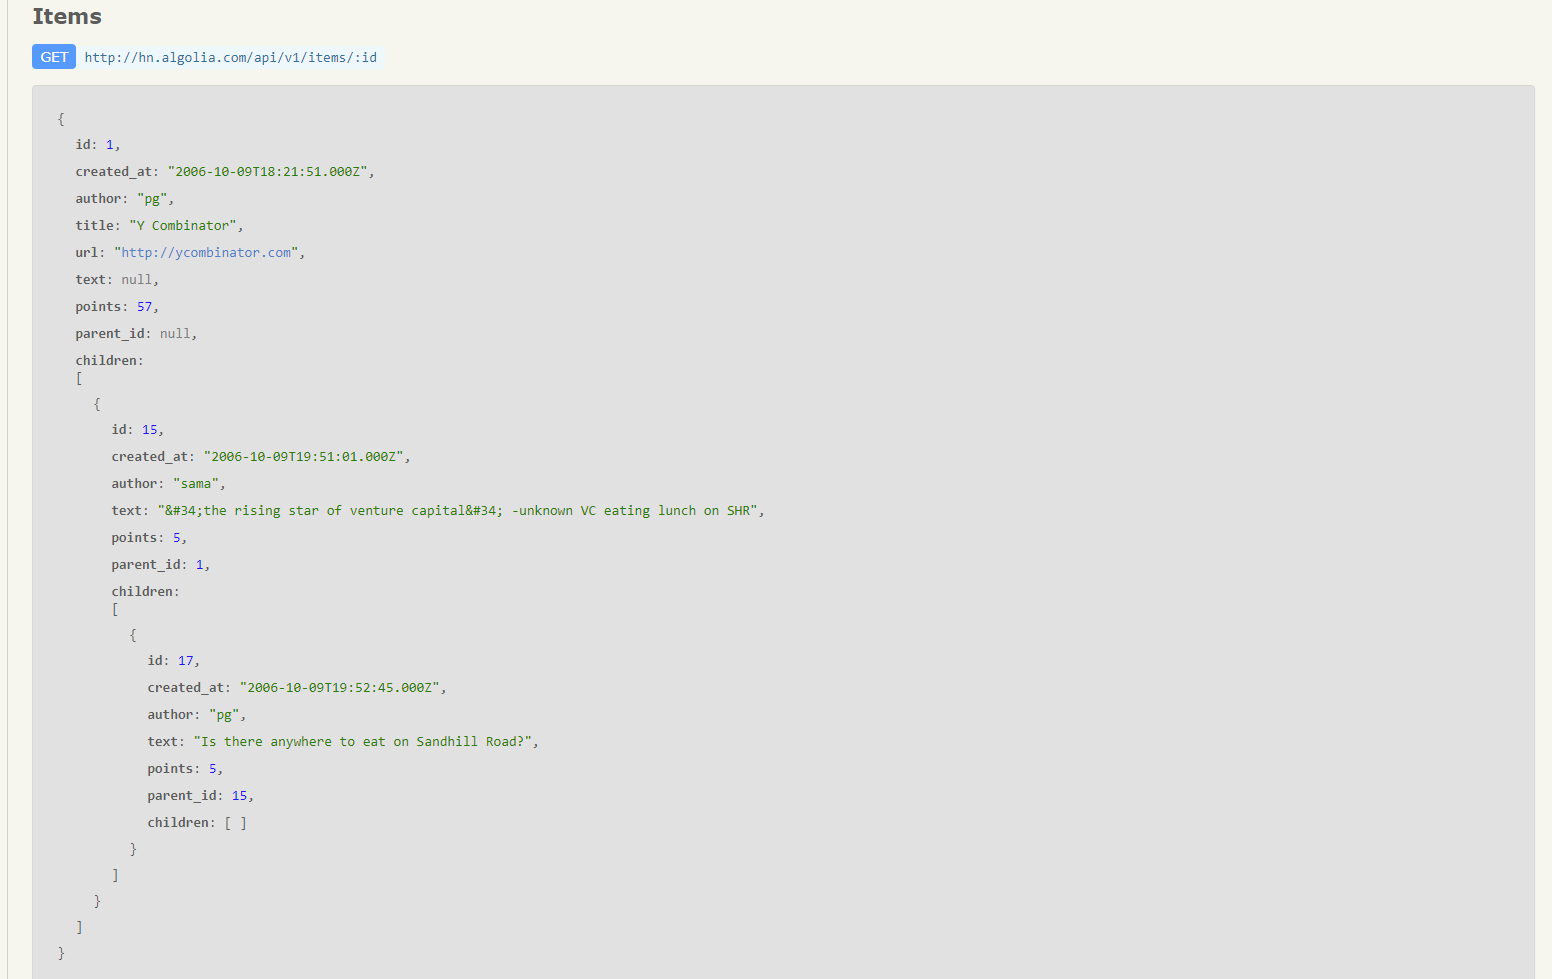 Items
GET http://hn.algolia.com/api/v1/items/:id
{
id: 1,
created_at: "2006-10-09T18:21:51.000Z",
author: "pg",
title: "Y Combinator",
url: "http://ycombinator.com",
text: null,
points: 57,
parent_id: null,
children:
[
{
id: 15,
created_at: "2006-10-09T19:51:01.000Z",
author: "sama",
text: "&#34;the rising star of venture capital&#34; -unknown VC eating lunch on SHR",
points: 5,
parent_id: 1,
children:
[
{
id: 17,
created_at: "2006-10-09T19:52:45.000Z",
author: "pg",
text: "Is there anywhere to eat on Sandhill Road?",
points: 5,
parent_id: 15,
children: [ ]
}
]
}
]
}